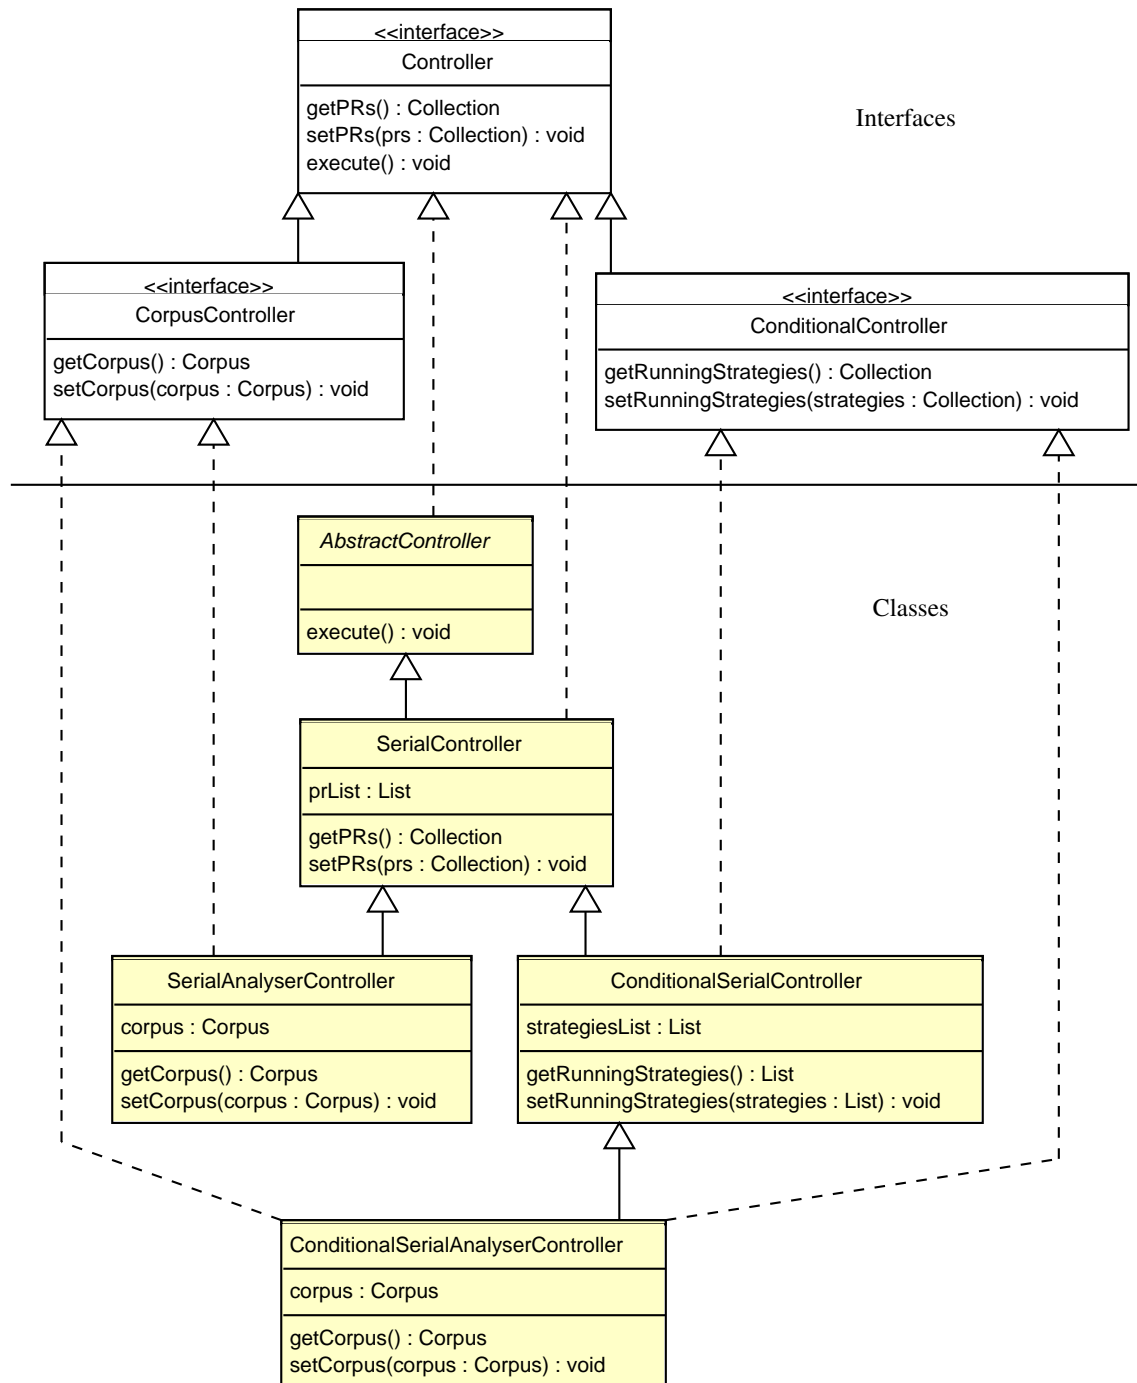 <<interface>>
Controller
getPRs() : Collection
setPRs(prs : Collection) : void
execute() : void
Interfaces
<<interface>>
CorpusController
getCorpus() : Corpus
setCorpus(corpus : Corpus) : void
<<interface>>
ConditionalController
getRunningStrategies() : Collection
setRunningStrategies(strategies : Collection) : void
AbstractController
execute() : void
Classes
SerialController
prList : List
getPRs() : Collection
setPRs(prs : Collection) : void
SerialAnalyserController
corpus : Corpus
getCorpus() : Corpus
setCorpus(corpus : Corpus) : void
ConditionalSerialController
strategiesList : List
getRunningStrategies() : List
setRunningStrategies(strategies : List) : void
ConditionalSerialAnalyserController
corpus : Corpus
getCorpus() : Corpus
setCorpus(corpus : Corpus) : void